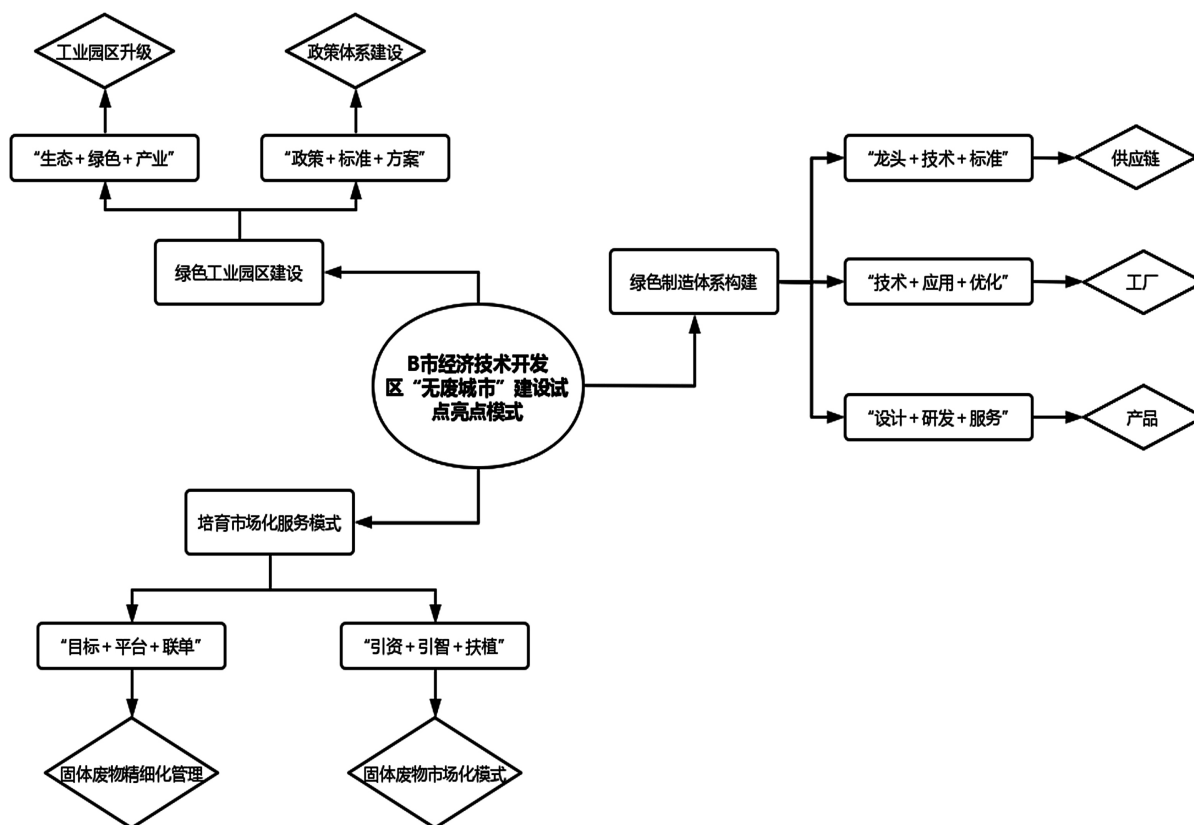 工业园区升级
政策体系建设
“生态+绿色+产业”
“政策+标准+方案”
绿色工业园区建设
“龙头+技术+标准”
供应链
绿色制造体系构建
“技术+应用+优化”
工厂
“设计+研发+服务”
产品
B市经济技术开发
区“无废城市”建设试
点亮点模式
培育市场化服务模式
“目标+平台+联单”
“引资+引智+扶植”
固体废物精细化管理
固体废物市场化模式